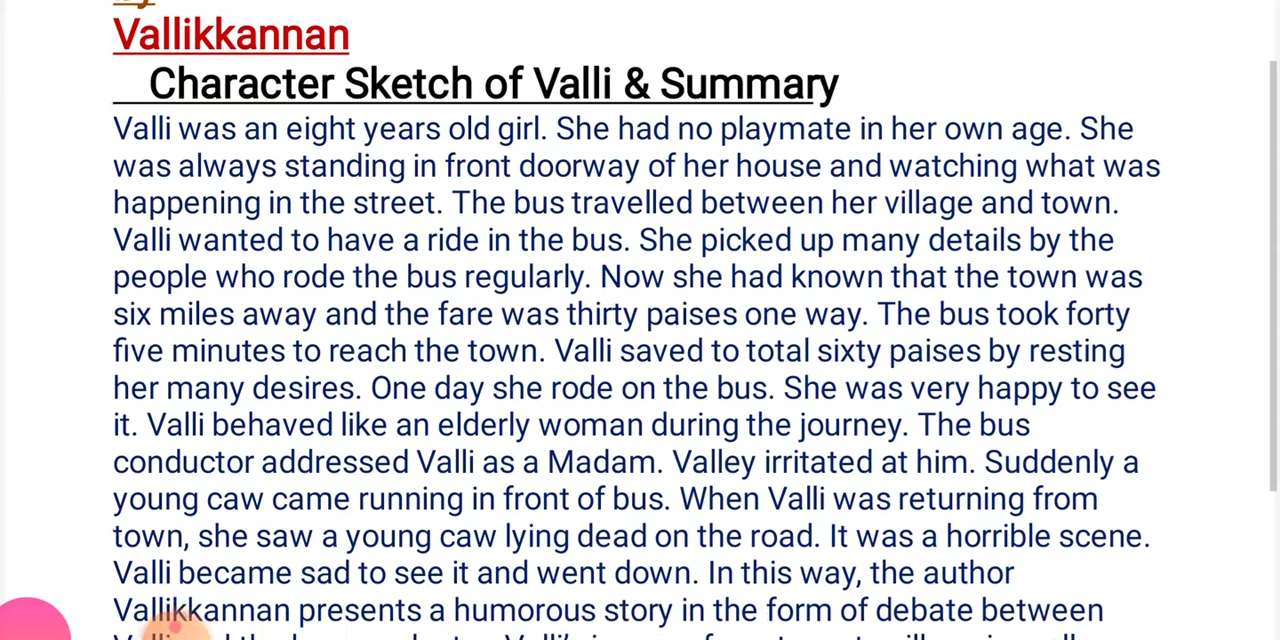 Vallikkannan
Character Sketch of Valli & Summary
Valli was an eight years old girl. She had no playmate in her own age. She
was always standing in front doorway of her house and watching what was
happening in the street. The bus travelled between her village and town.
Valli wanted to have a ride in the bus. She picked up many details by the
people who rode the bus regularly. Now she had known that the town was
six miles away and the fare was thirty paises one way. The bus took forty
five minutes to reach the town. Valli saved to total sixty paises by resting
her many desires. One day she rode on the bus. She was very happy to see
it. Valli behaved like an elderly woman during the journey. The bus
conductor addressed Valli as a Madam. Valley irritated at him. Suddenly a
young caw came running in front of bus. When Valli was returning from
town, she saw a young caw lying dead on the road. It was a horrible scene.
Valli became sad to see it and went down. In this way, the author
Vallikkannan presents a humorous story in the form of debate between